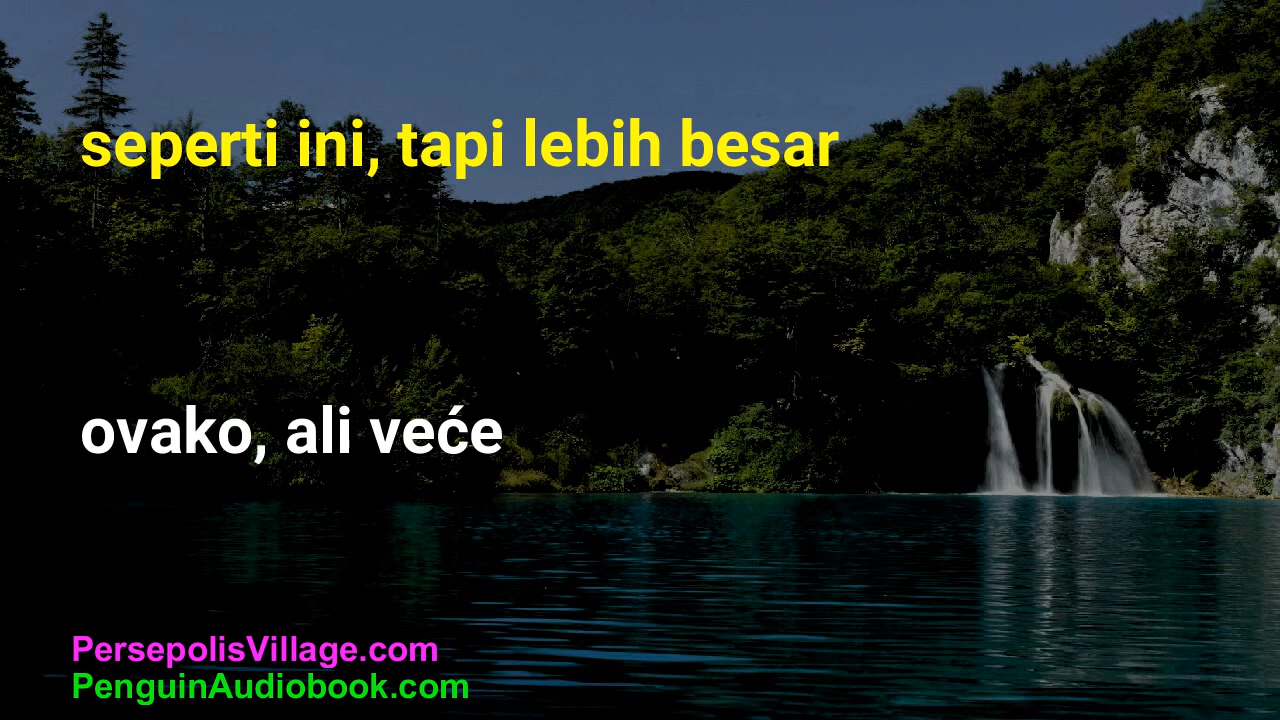 seperti ini, tapi lebih besar
ovako, ali veće
PersepolisVillage.com
PenguinAudiobook.com